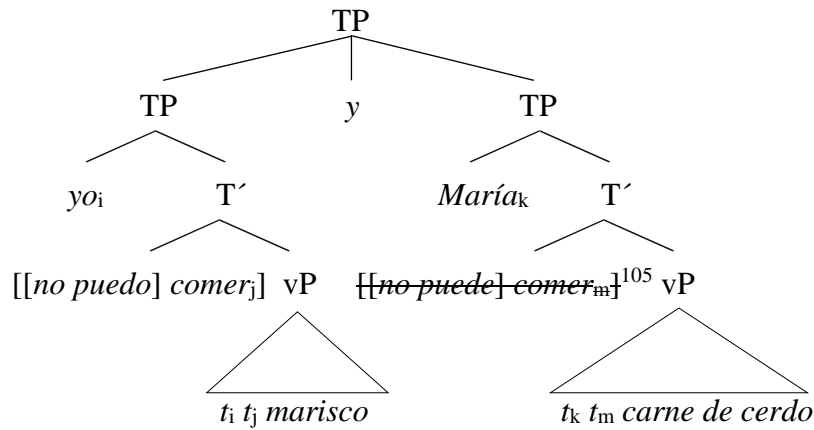 TP
TP y TP
yoᵢ T´ Maríaₖ T´
[[no puedo] comerⱼ] vP [[no puede] comerₘ]¹⁰⁵ vP
tᵢ tⱼ marisco tₖ tₘ carne de cerdo